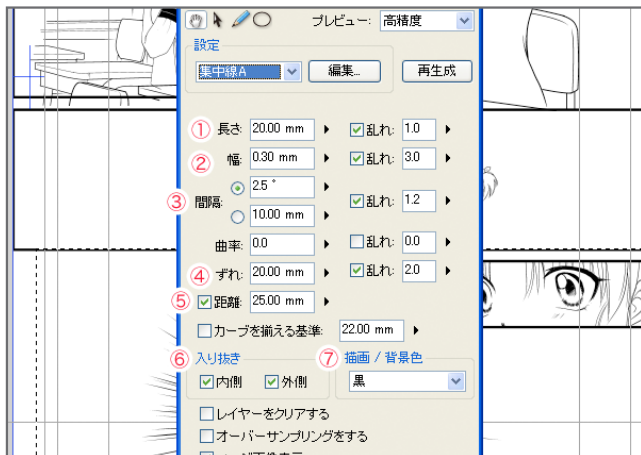 プレビュー: 高精度
設定
集中線A 編集... 再生成
① 長さ: 20.00 mm 乱れ: 1.0
② 幅: 0.30 mm 乱れ: 3.0
③ 間隔: 2.5 ° 乱れ: 1.2
10.00 mm
曲率: 0.0 乱れ: 0.0
④ ずれ: 20.00 mm 乱れ: 2.0
⑤ 距離: 25.00 mm
カーブを揃える基準: 22.00 mm
⑥ 入り抜き ⑦ 描画 / 背景色
内側 外側 黒
レイヤーをクリアする
オーバーサンプリングをする